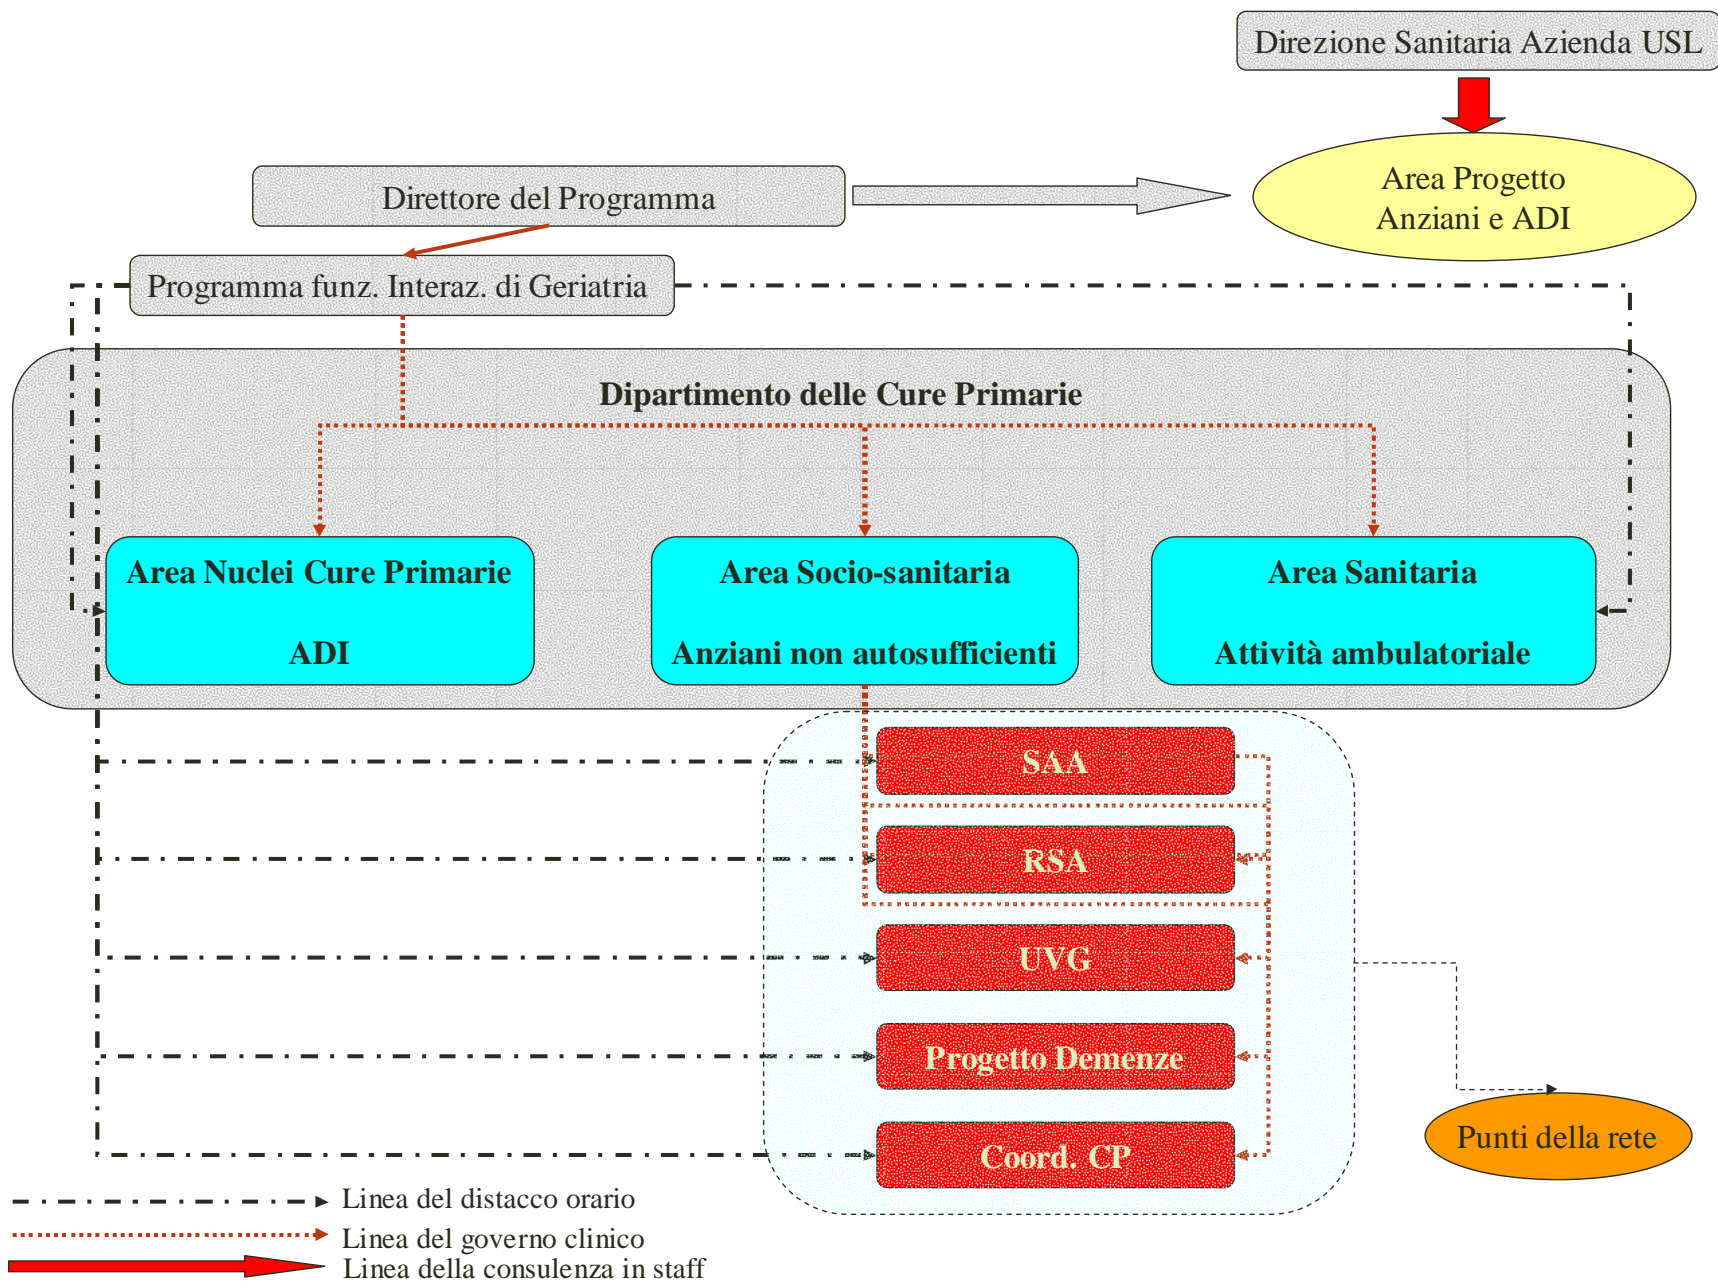 Direzione Sanitaria Azienda USL
Direttore del Programma
Area Progetto
Anziani e ADI
Programma funz. Interaz. di Geriatria
Dipartimento delle Cure Primarie
Area Nuclei Cure Primarie
ADI
Area Socio-sanitaria
Anziani non autosufficienti
Area Sanitaria
Attività ambulatoriale
SAA
RSA
UVG
Progetto Demenze
Coord. CP
Punti della rete
Linea del distacco orario
Linea del governo clinico
Linea della consulenza in staff